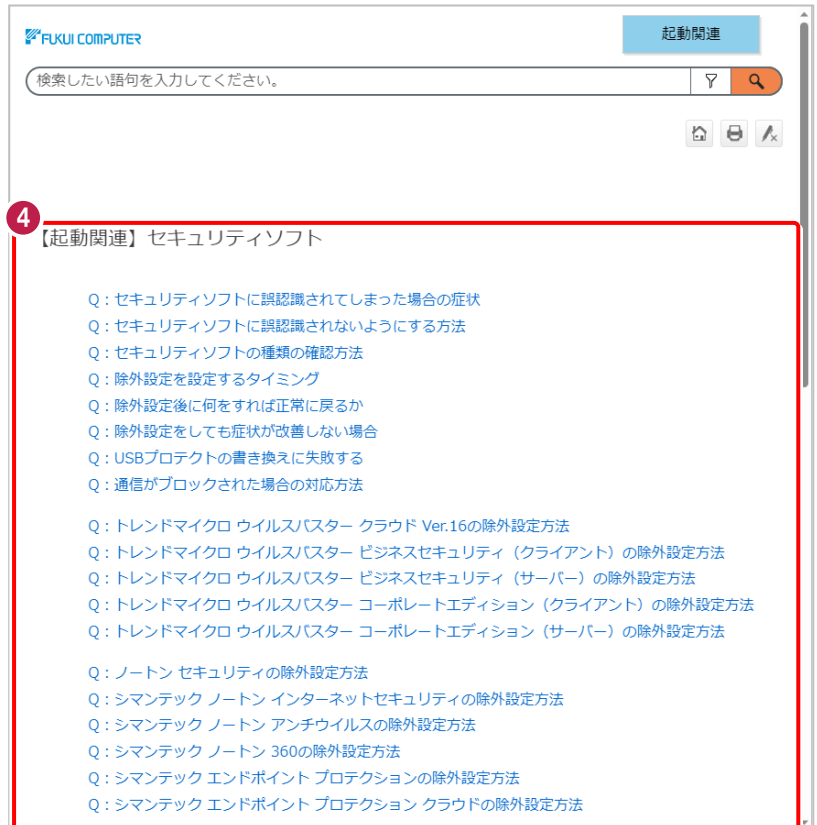 FUKUI COMPUTER
起動関連
検索したい語句を入力してください。
4
【起動関連】セキュリティソフト
Q：セキュリティソフトに誤認識されてしまった場合の症状
Q：セキュリティソフトに誤認識されないようにする方法
Q：セキュリティソフトの種類の確認方法
Q：除外設定を設定するタイミング
Q：除外設定後に何をすれば正常に戻るか
Q：除外設定をしても症状が改善しない場合
Q：USBプロテクトの書き換えに失敗する
Q：通信がブロックされた場合の対応方法
Q：トレンドマイクロ ウイルスバスター クラウド Ver.16の除外設定方法
Q：トレンドマイクロ ウイルスバスター ビジネスセキュリティ（クライアント）の除外設定方法
Q：トレンドマイクロ ウイルスバスター ビジネスセキュリティ（サーバー）の除外設定方法
Q：トレンドマイクロ ウイルスバスター コーポレートエディション（クライアント）の除外設定方法
Q：トレンドマイクロ ウイルスバスター コーポレートエディション（サーバー）の除外設定方法
Q：ノートン セキュリティの除外設定方法
Q：シマンテック ノートン インターネットセキュリティの除外設定方法
Q：シマンテック ノートン アンチウイルスの除外設定方法
Q：シマンテック ノートン 360の除外設定方法
Q：シマンテック エンドポイント プロテクションの除外設定方法
Q：シマンテック エンドポイント プロテクション クラウドの除外設定方法